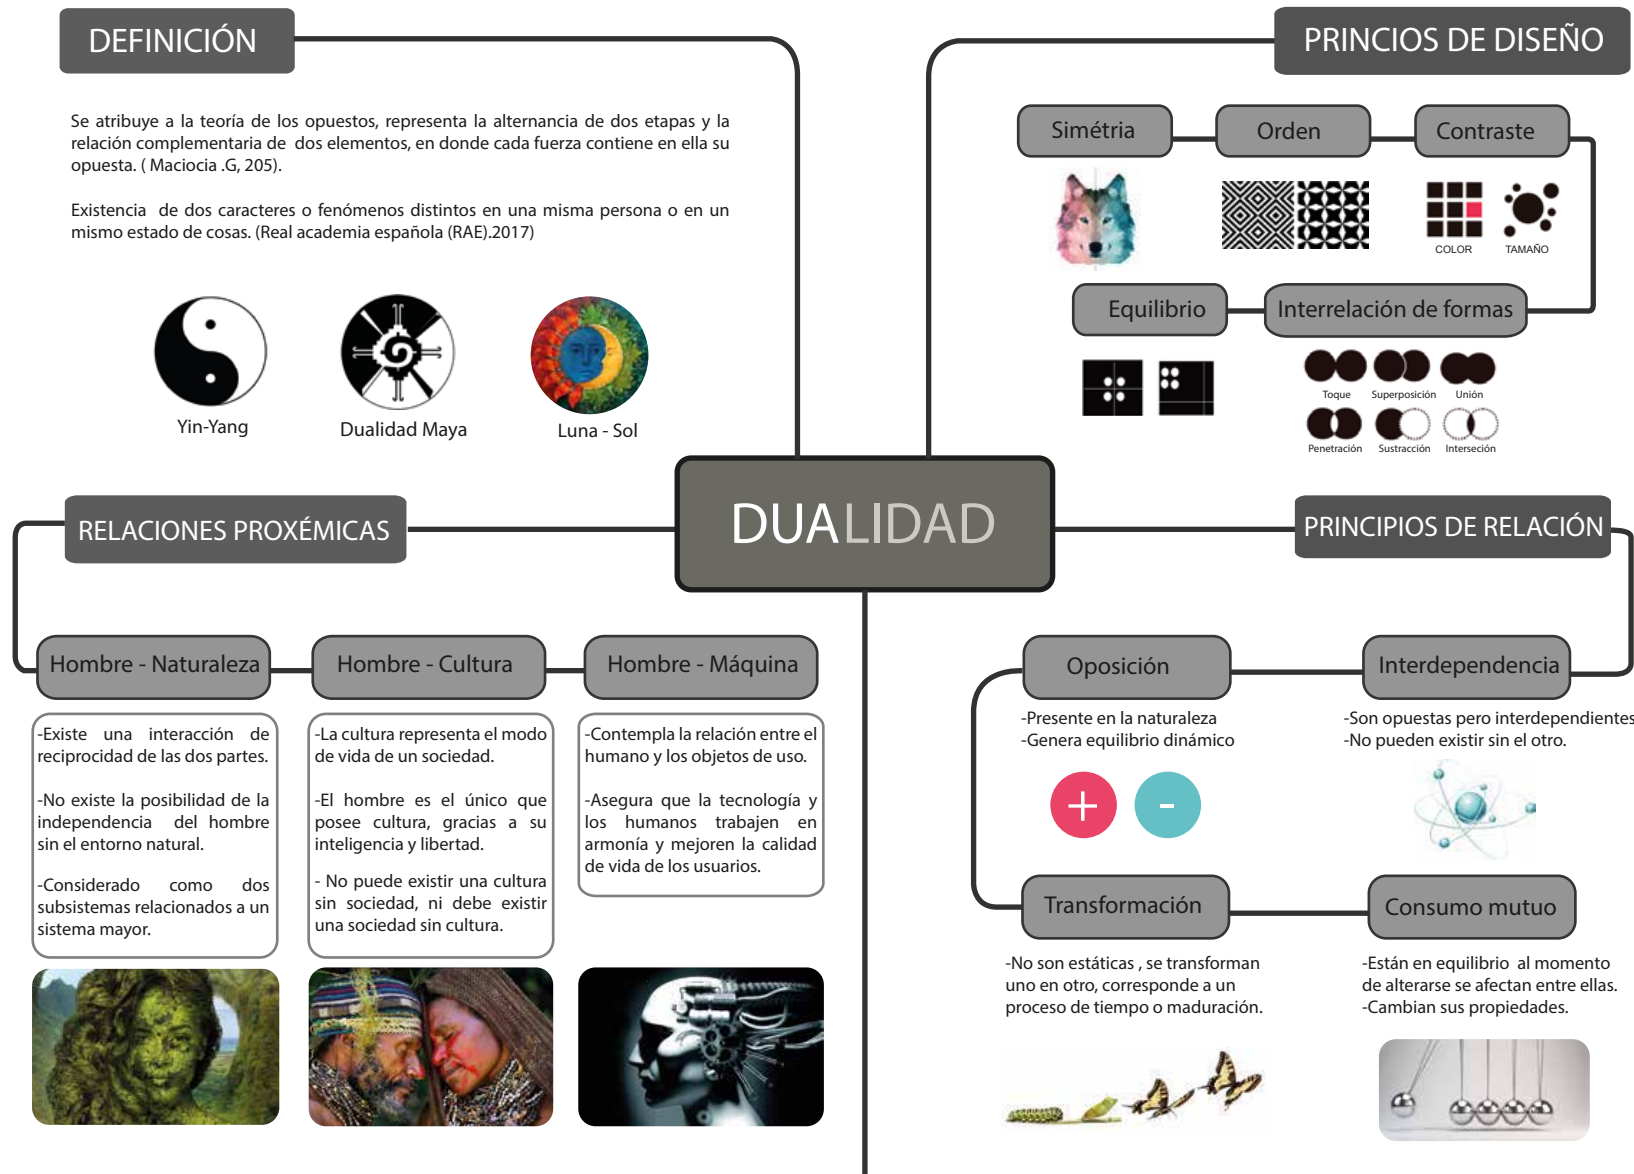 DEFINICIÓN
Se atribuye a la teoría de los opuestos, representa la alternancia de dos etapas y la
relación complementaria de dos elementos, en donde cada fuerza contiene en ella su
opuesta. ( Maciocia .G, 205).
Existencia de dos caracteres o fenómenos distintos en una misma persona o en un
mismo estado de cosas. (Real academia española (RAE).2017)
Yin-Yang
Dualidad Maya
Luna - Sol
PRINCIOS DE DISEÑO
Simétria
Orden
Contraste
COLOR
TAMAÑO
Equilibrio
Interrelación de formas
Toque
Superposición
Unión
Penetración
Sustracción
Interseción
DUALIDAD
RELACIONES PROXÉMICAS
Hombre - Naturaleza
-Existe una interacción de
reciprocidad de las dos partes.
-No existe la posibilidad de la
independencia del hombre
sin el entorno natural.
-Considerado como dos
subsistemas relacionados a un
sistema mayor.
Hombre - Cultura
-La cultura representa el modo
de vida de un sociedad.
-El hombre es el único que
posee cultura, gracias a su
inteligencia y libertad.
- No puede existir una cultura
sin sociedad, ni debe existir
una sociedad sin cultura.
Hombre - Máquina
-Contempla la relación entre el
humano y los objetos de uso.
-Asegura que la tecnología y
los humanos trabajen en
armonía y mejoren la calidad
de vida de los usuarios.
PRINCIPIOS DE RELACIÓN
Oposición
-Presente en la naturaleza
-Genera equilibrio dinámico
+ -
Interdependencia
-Son opuestas pero interdependientes
-No pueden existir sin el otro.
Transformación
-No son estáticas , se transforman
uno en otro, corresponde a un
proceso de tiempo o maduración.
Consumo mutuo
-Están en equilibrio al momento
de alterarse se afectan entre ellas.
-Cambian sus propiedades.